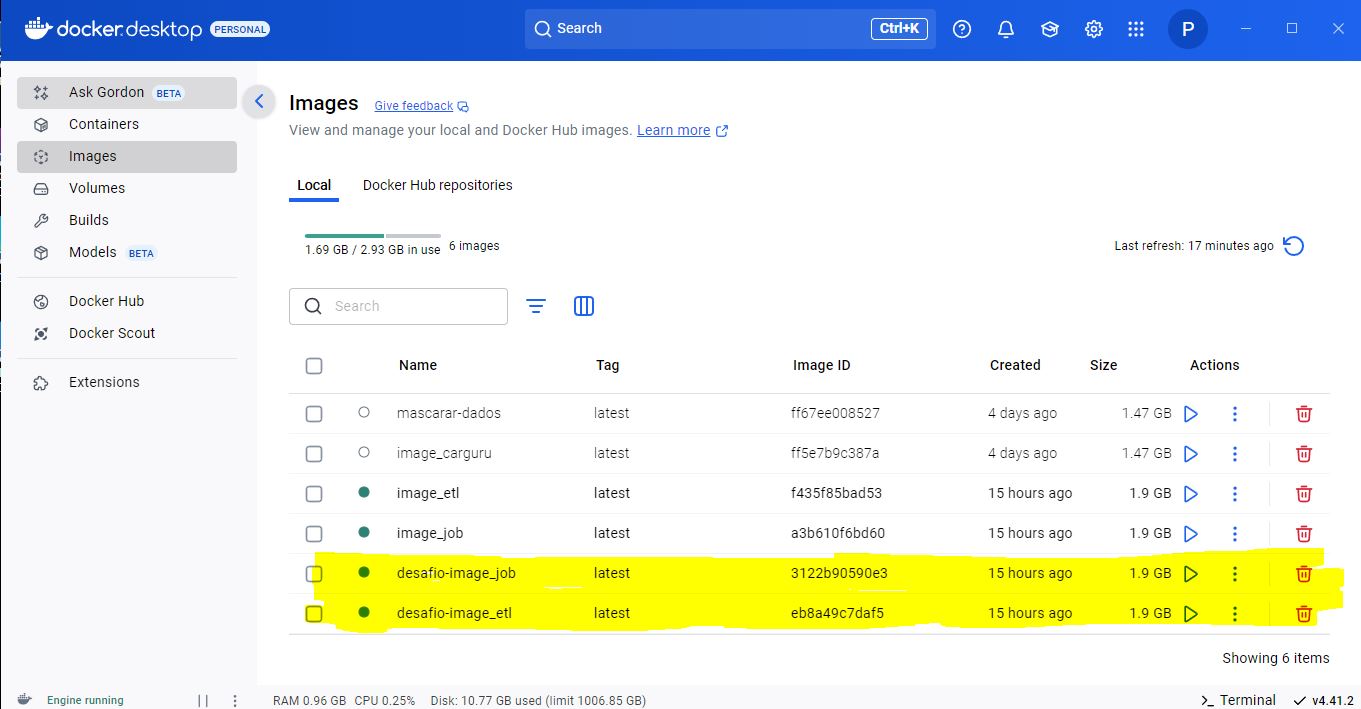 docker.desktop PERSONAL
Search Ctrl+K
P
Ask Gordon BETA
Containers
Images
Volumes
Builds
Models BETA
Docker Hub
Docker Scout
Extensions
Images Give feedback
View and manage your local and Docker Hub images. Learn more
Local Docker Hub repositories
1.69 GB / 2.93 GB in use 6 images
Last refresh: 17 minutes ago
Search
Name Tag Image ID Created Size Actions
mascarar-dados latest ff67ee008527 4 days ago 1.47 GB
image_carguru latest ff5e7b9c387a 4 days ago 1.47 GB
image_etl latest f435f85bad53 15 hours ago 1.9 GB
image_job latest a3b610f6bd60 15 hours ago 1.9 GB
desafio-image_job latest 3122b90590e3 15 hours ago 1.9 GB
desafio-image_etl latest eb8a49c7daf5 15 hours ago 1.9 GB
Showing 6 items
Engine running
RAM 0.96 GB CPU 0.25% Disk: 10.77 GB used (limit 1006.85 GB)
Terminal v4.41.2